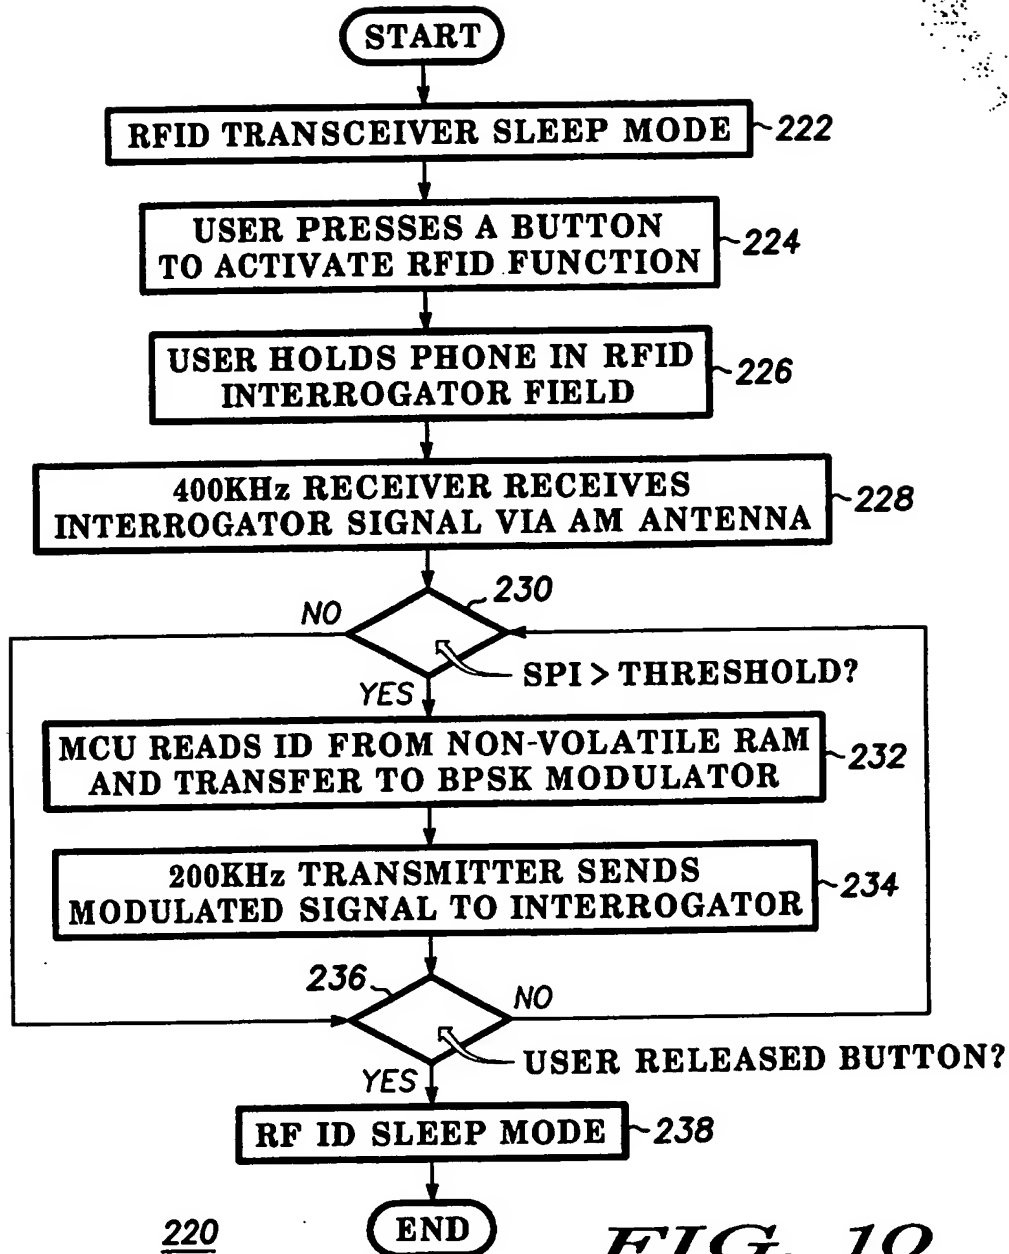 START
RFID TRANSCEIVER SLEEP MODE 222
USER PRESSES A BUTTON
TO ACTIVATE RFID FUNCTION 224
USER HOLDS PHONE IN RFID
INTERROGATOR FIELD 226
400KHz RECEIVER RECEIVES
INTERROGATOR SIGNAL VIA AM ANTENNA 228
230
NO
SPI > THRESHOLD?
YES
MCU READS ID FROM NON-VOLATILE RAM
AND TRANSFER TO BPSK MODULATOR 232
200KHz TRANSMITTER SENDS
MODULATED SIGNAL TO INTERROGATOR 234
236
NO
USER RELEASED BUTTON?
YES
RF ID SLEEP MODE 238
END
220
FIG.